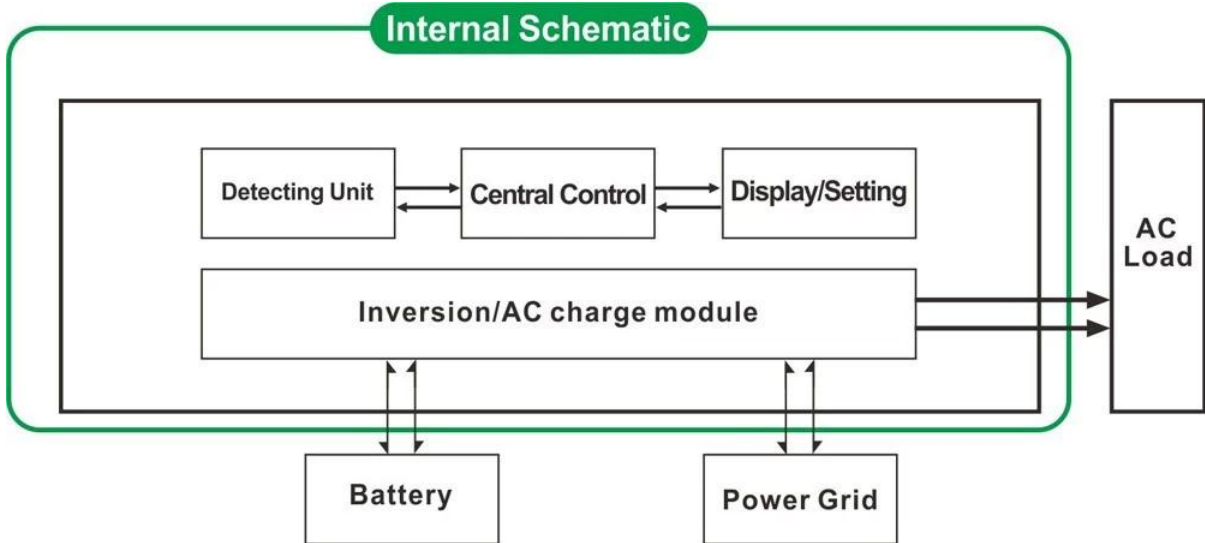 Internal Schematic
Detecting Unit
Central Control
Display/Setting
AC
Load
Inversion/AC charge module
Battery
Power Grid